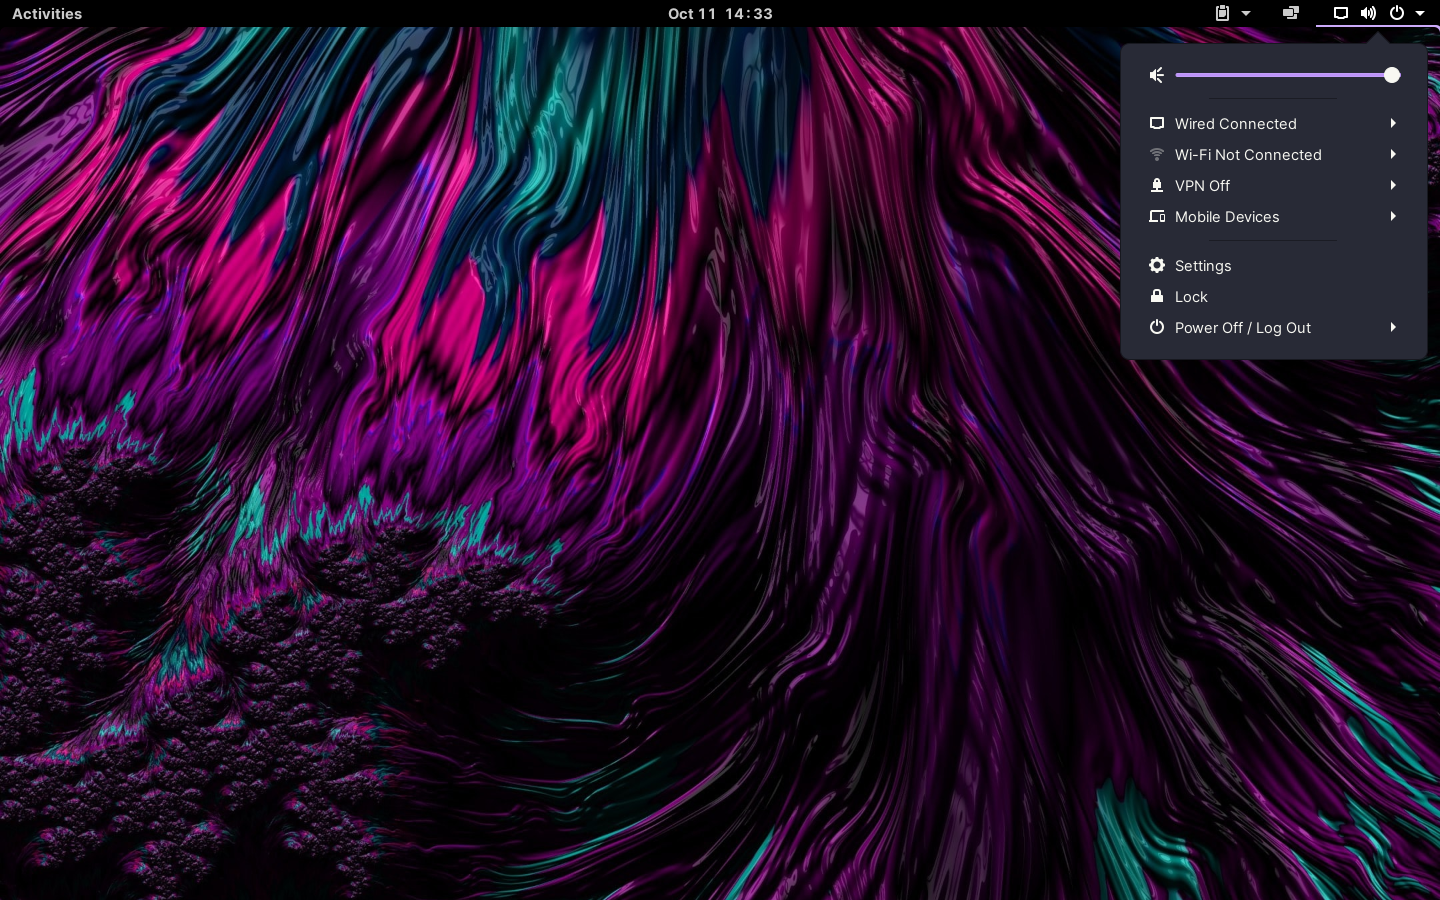 Activities
Oct 11 14:33
Wired Connected
Wi-Fi Not Connected
VPN Off
Mobile Devices
Settings
Lock
Power Off / Log Out